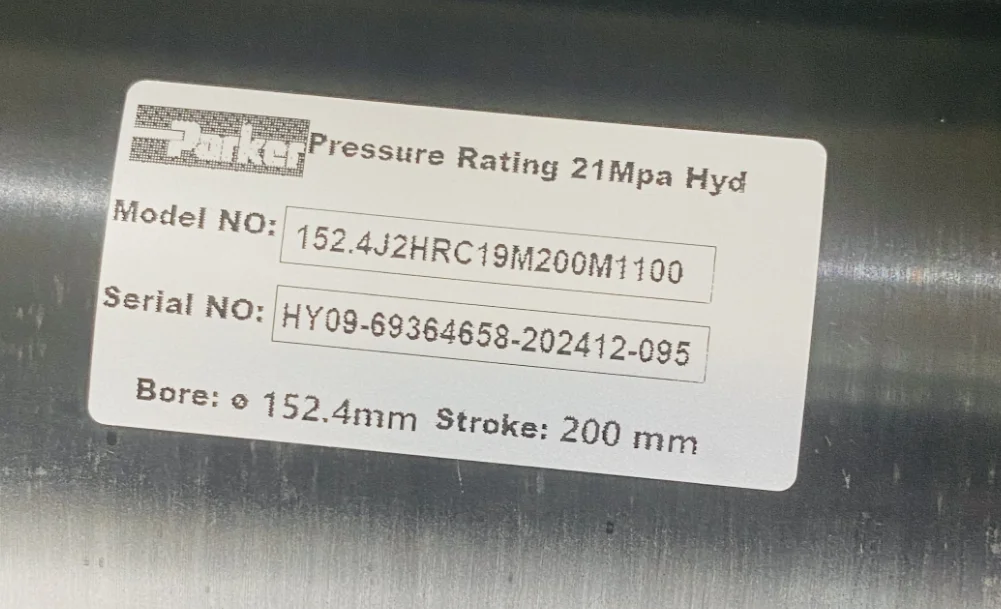 Parker Pressure Rating 21Mpa Hyd
Model NO: 152.4J2HRC19M200M1100
Serial NO: HY09-69364658-202412-095
Bore: ⌀ 152.4mm Stroke: 200 mm